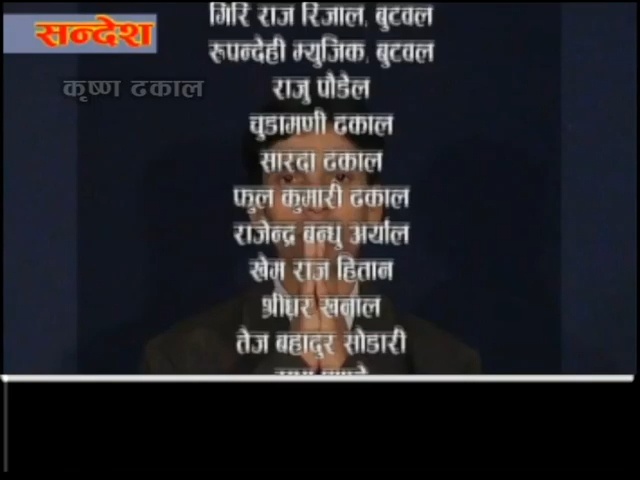 सन्देश
कृष्ण ढकाल
गिरि राज रिजाल, बुटवल
रुपन्देही म्युजिक, बुटवल
राजु पौडेल
चुडामणी ढकाल
सारदा ढकाल
फुल कुमारी ढकाल
राजेन्द्र बन्धु अर्याल
खेम राज हितान
श्रीधर खनाल
तेज बहादुर सोडारी